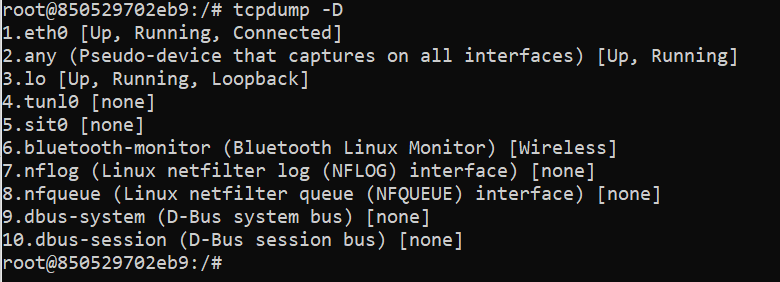 root@850529702eb9:/# tcpdump -D
1.eth0 [Up, Running, Connected]
2.any (Pseudo-device that captures on all interfaces) [Up, Running]
3.lo [Up, Running, Loopback]
4.tunl0 [none]
5.sit0 [none]
6.bluetooth-monitor (Bluetooth Linux Monitor) [Wireless]
7.nflog (Linux netfilter log (NFLOG) interface) [none]
8.nfqueue (Linux netfilter queue (NFQUEUE) interface) [none]
9.dbus-system (D-Bus system bus) [none]
10.dbus-session (D-Bus session bus) [none]
root@850529702eb9:/#